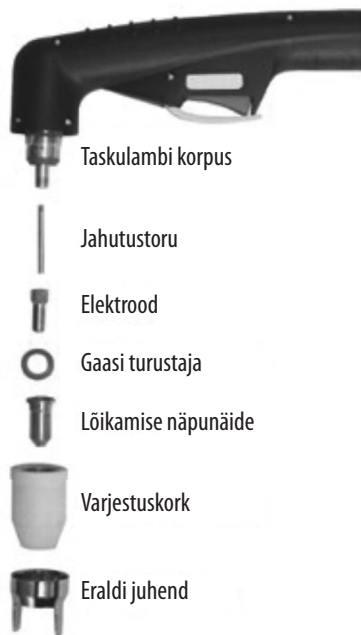 Taskulambi korpus
Jahutustoru
Elektrood
Gaasi turustaja
Lõikamise näpunäide
Varjestuskork
Eraldi juhend